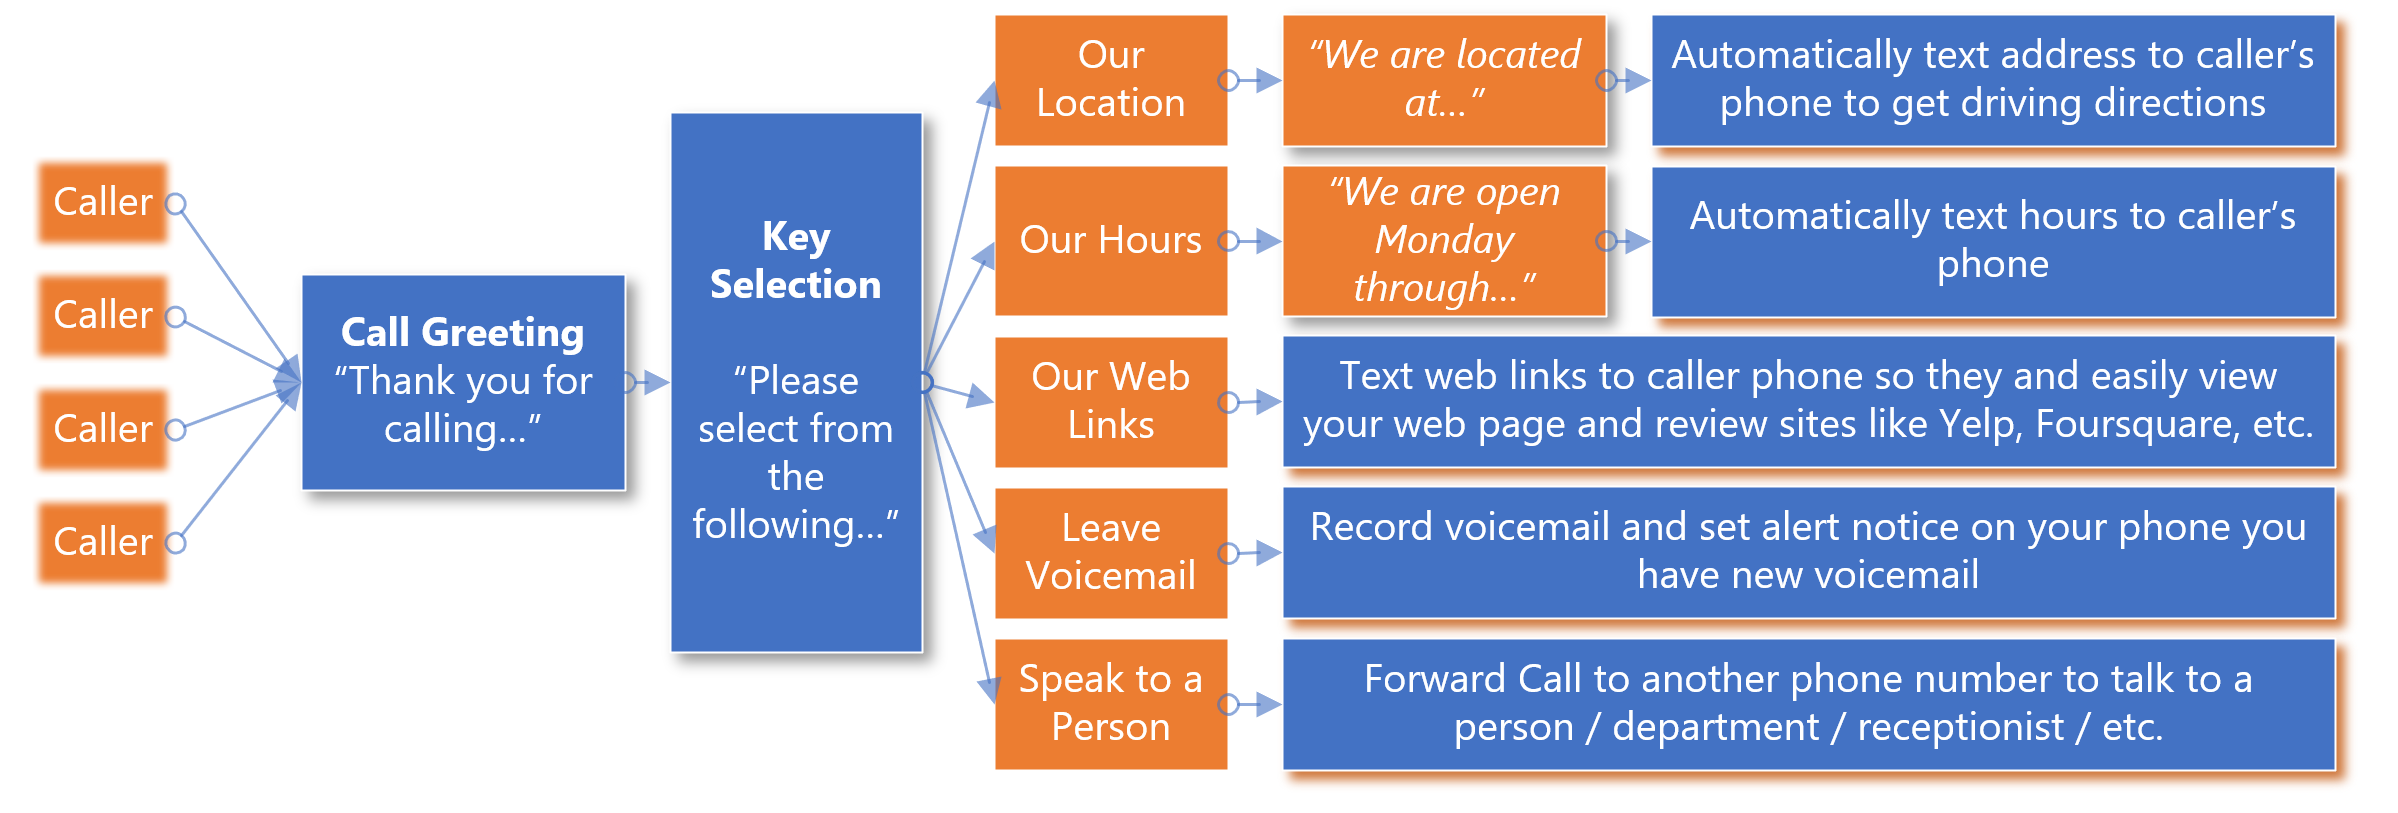 Caller
Caller
Caller
Caller
Call Greeting
“Thank you for
calling...”
Key
Selection
“Please
select from
the
following...“
Our
Location
“We are located
at...”
Automatically text address to caller’s
phone to get driving directions
Our Hours
“We are open
Monday
through...”
Automatically text hours to caller’s
phone
Our Web
Links
Text web links to caller phone so they and easily view
your web page and review sites like Yelp, Foursquare, etc.
Leave
Voicemail
Record voicemail and set alert notice on your phone you
have new voicemail
Speak to a
Person
Forward Call to another phone number to talk to a
person / department / receptionist / etc.